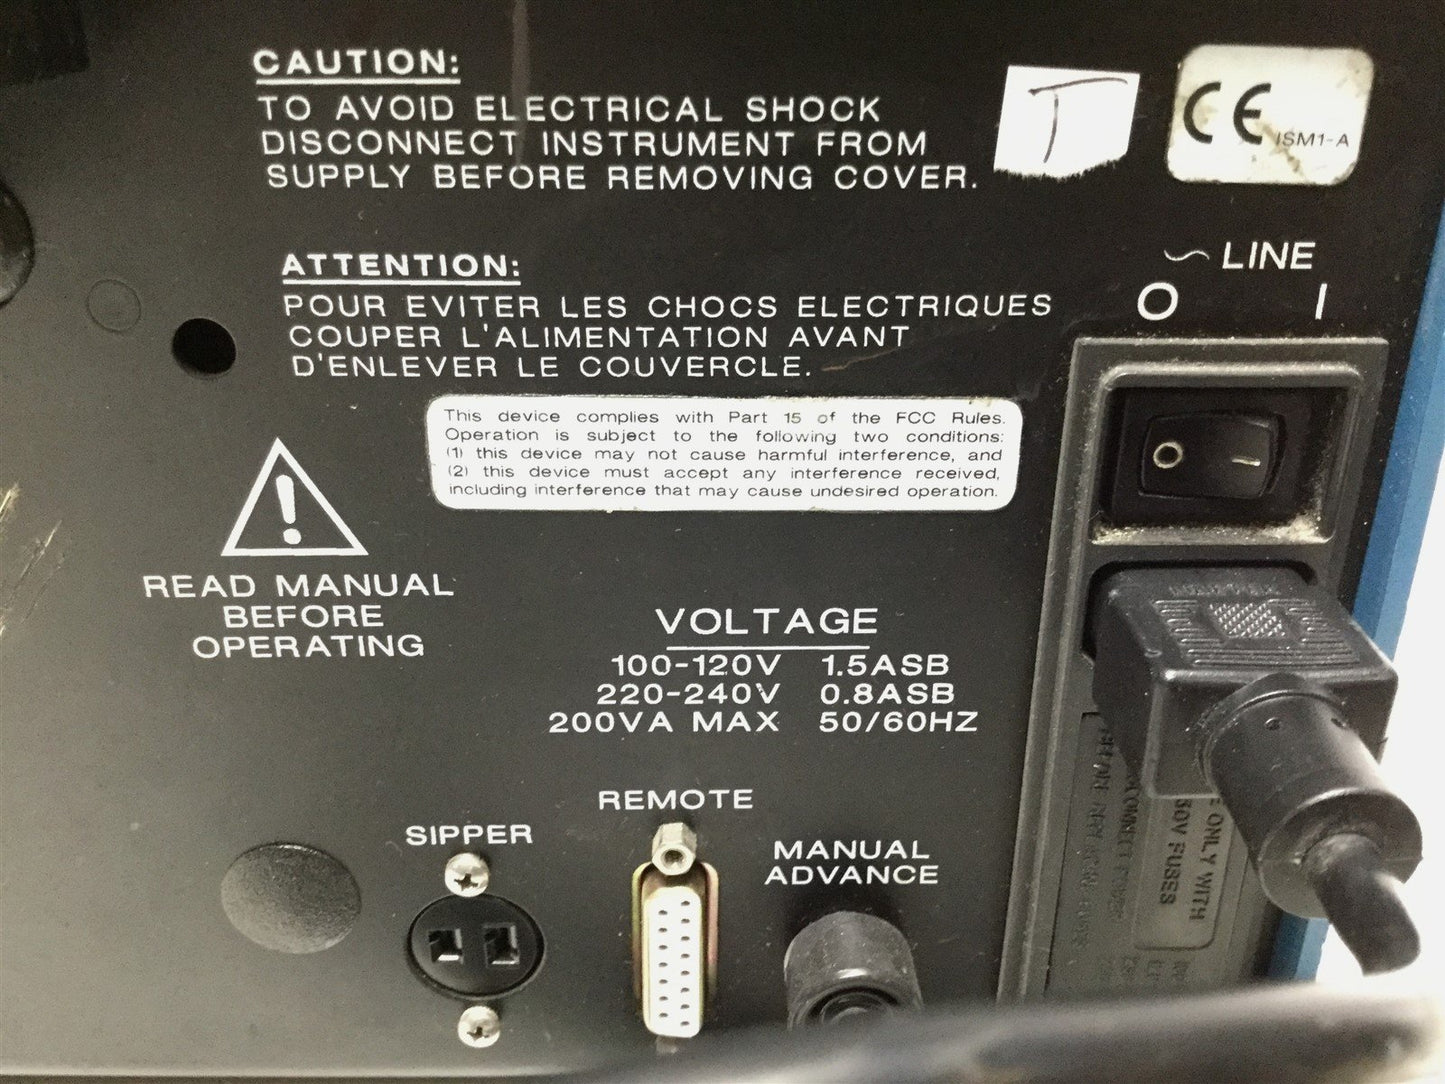 CAUTION:
TO AVOID ELECTRICAL SHOCK
DISCONNECT INSTRUMENT FROM
SUPPLY BEFORE REMOVING COVER.
T
CE ISM1-A
LINE
O I
ATTENTION:
POUR EVITER LES CHOCS ELECTRIQUES
COUPER L'ALIMENTATION AVANT
D'ENLEVER LE COUVERCLE.
This device complies with Part 15 of the FCC Rules.
Operation is subject to the following two conditions:
(1) this device may not cause harmful interference, and
(2) this device must accept any interference received,
including interference that may cause undesired operation.
READ MANUAL
BEFORE
OPERATING
VOLTAGE
100-120V 1.5ASB
220-240V 0.8ASB
200VA MAX 50/60HZ
REMOTE
SIPPER
MANUAL
ADVANCE
ONLY WITH
FUSES